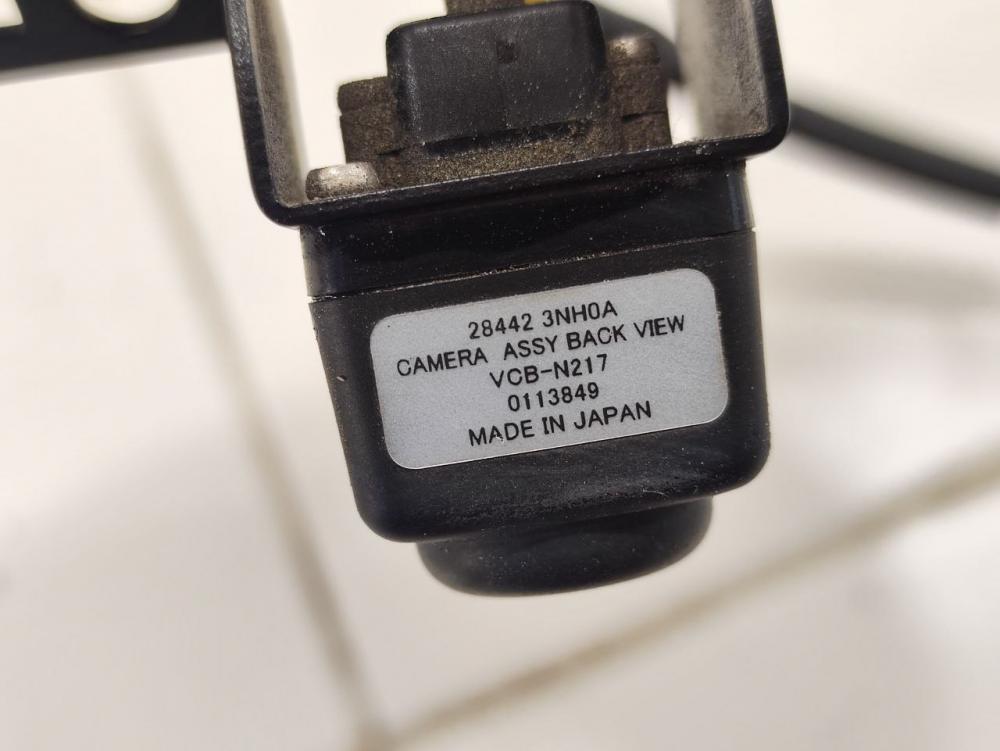 28442 3NH0A
CAMERA ASSY BACK VIEW
VCB-N217
0113849
MADE IN JAPAN